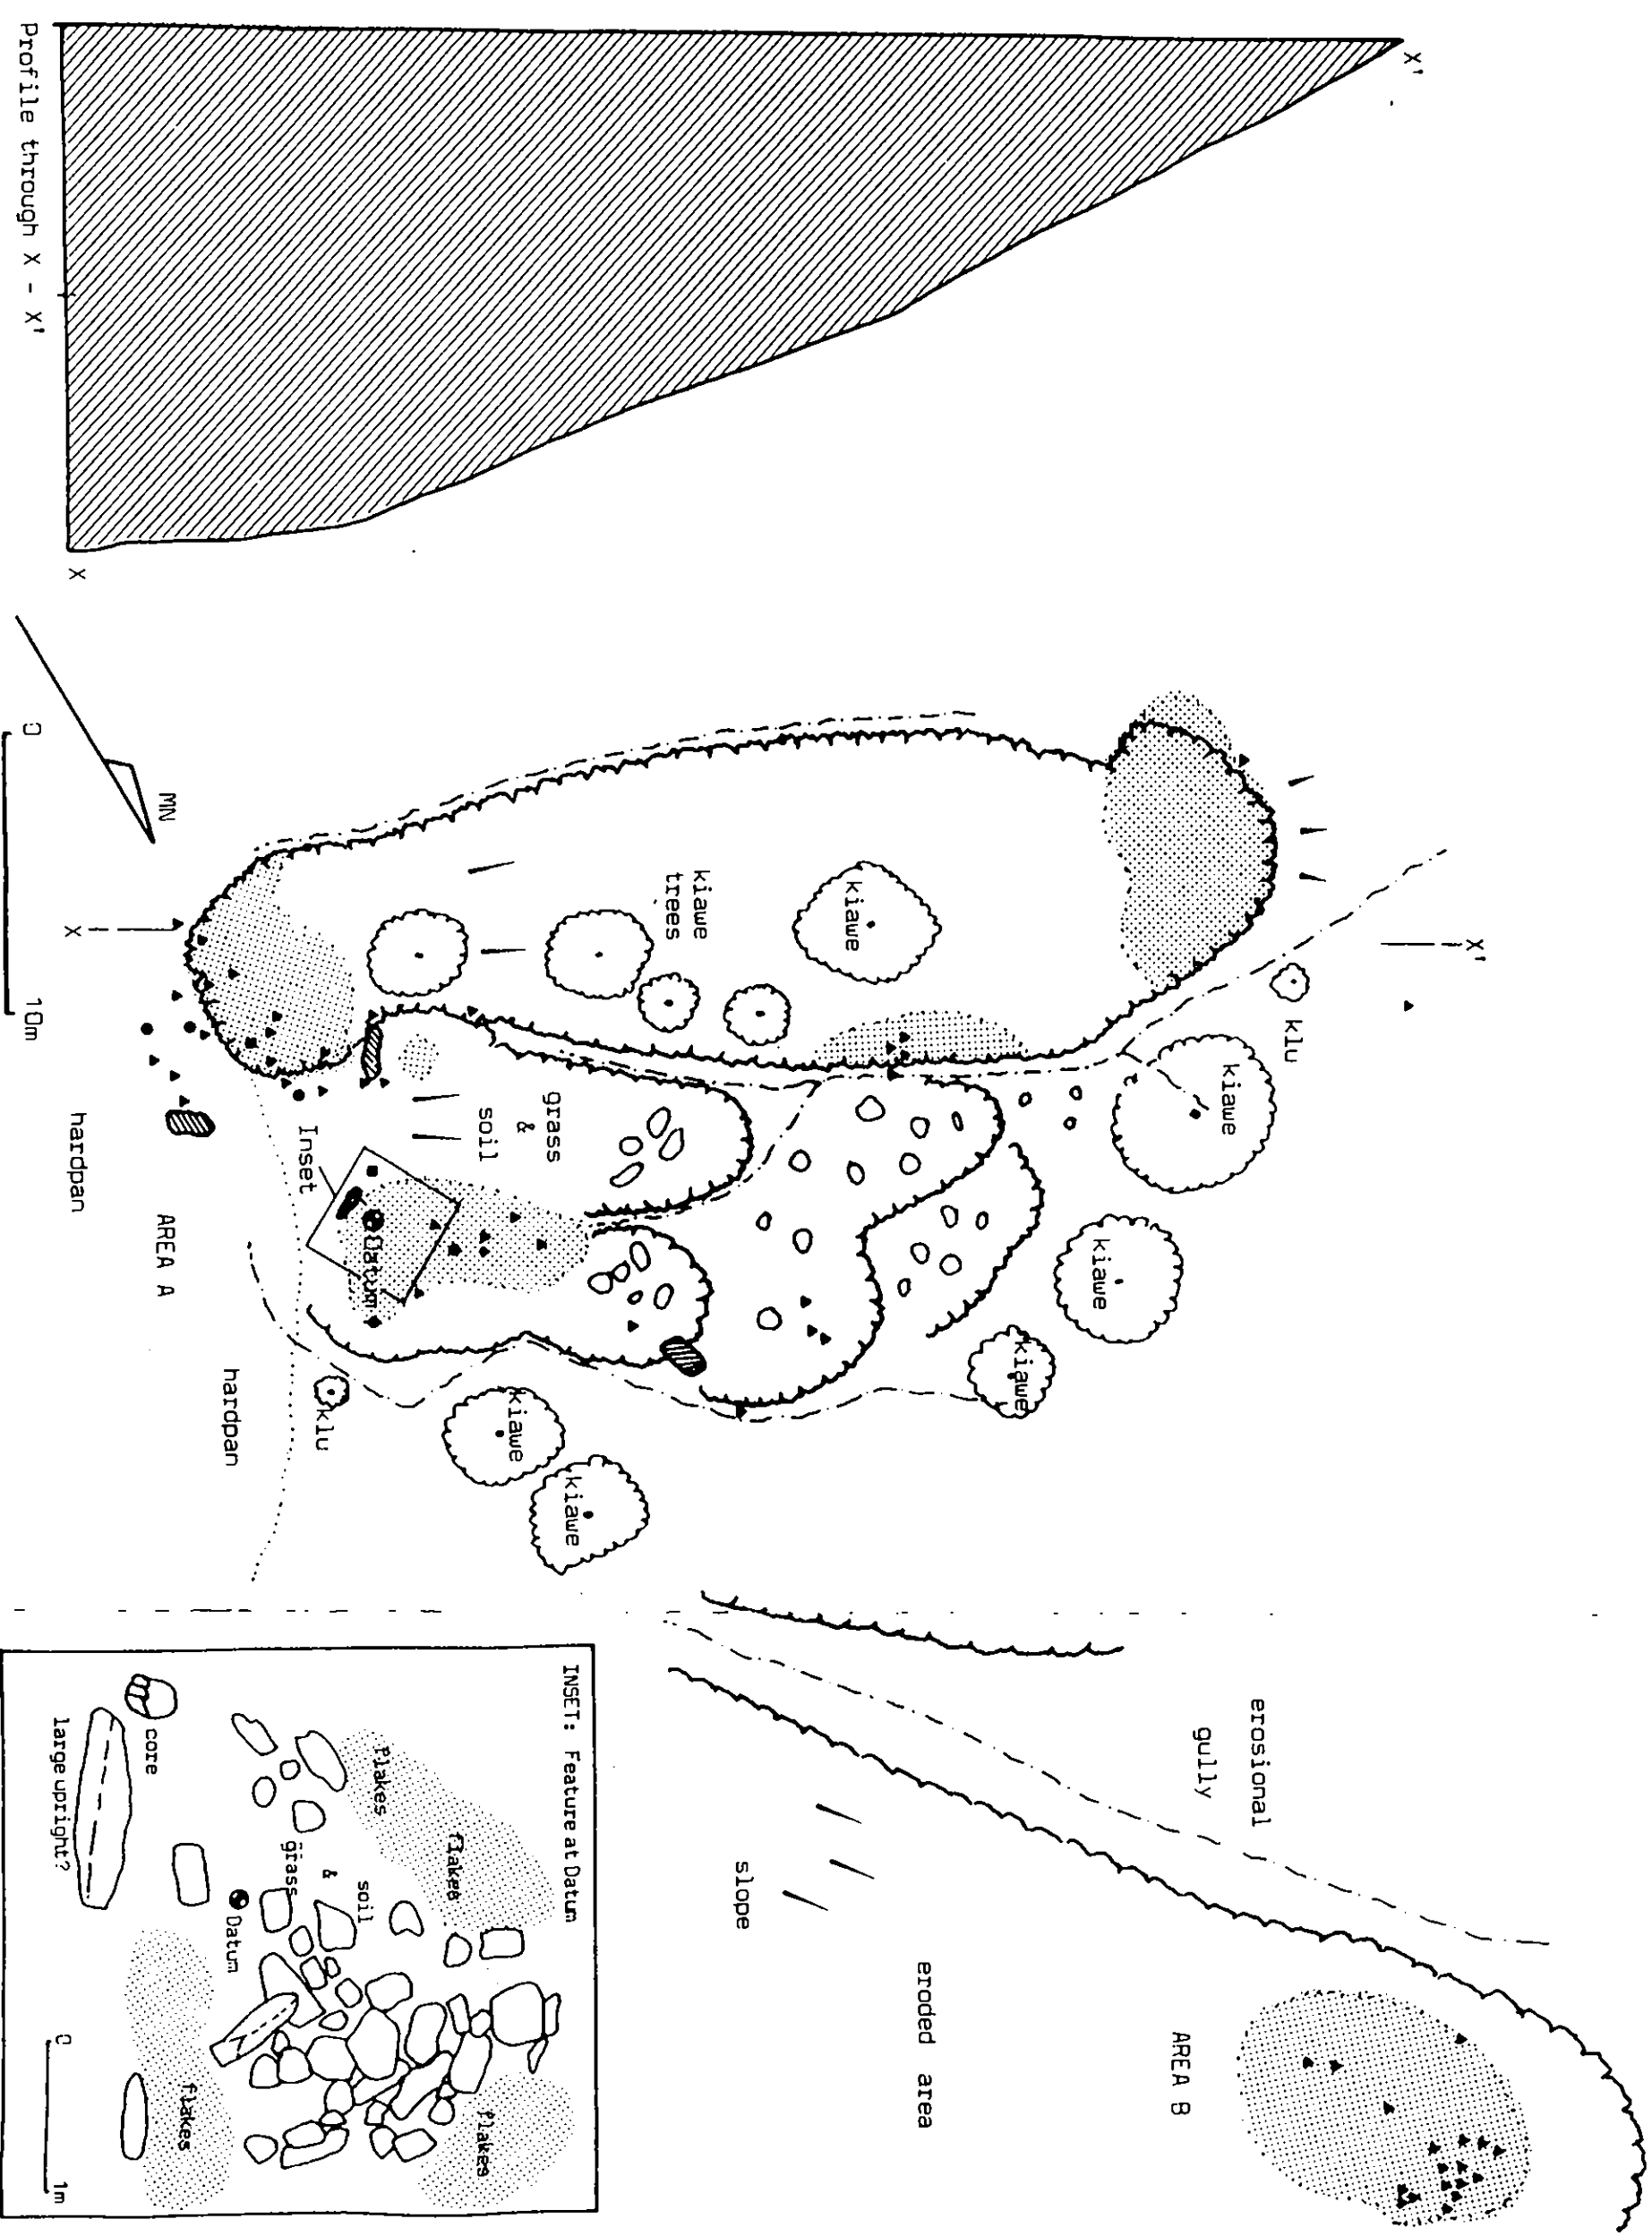 Profile through X - X'
X'
X
MN
0
10m
X
X'
kiawe
trees
kiawe
klu
kiawe
kiawe
kiawe
grass
&
soil
Inset
Datum
hardpan
AREA A
hardpan
klu
kiawe
kiawe
erosional
gully
slope
eroded area
AREA B
INSET: Feature at Datum
flakes
flakes
core
large upright?
grass
&
soil
Datum
flakes
flakes
0
1m